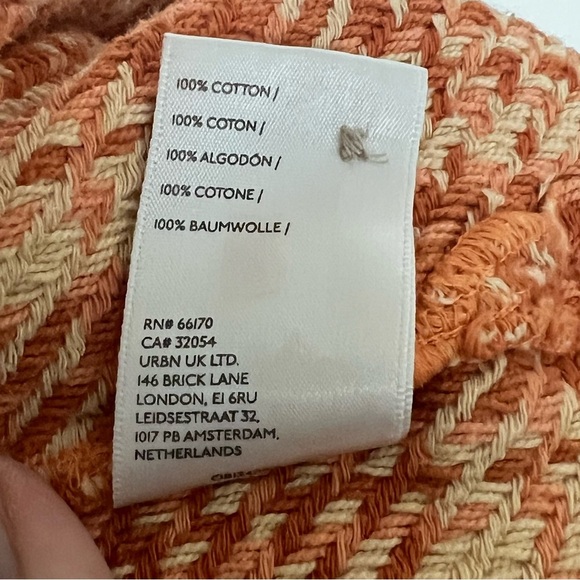 100% COTTON /
100% COTON /
100% ALGODÓN /
100% COTONE /
100% BAUMWOLLE /
RN# 66170
CA# 32054
URBN UK LTD.
146 BRICK LANE
LONDON, E1 6RU
LEIDSESTRAAT 32,
1017 PB AMSTERDAM,
NETHERLANDS